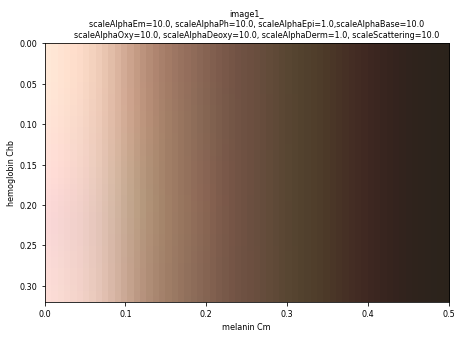 image1_
scaleAlphaEm=10.0, scaleAlphaPh=10.0, scaleAlphaEpi=1.0,scaleAlphaBase=10.0
scaleAlphaOxy=10.0, scaleAlphaDeoxy=10.0, scaleAlphaDerm=1.0, scaleScattering=10.0
0.00
0.05
0.10
0.15
0.20
0.25
0.30
hemoglobin Chb
0.0 0.1 0.2 0.3 0.4 0.5
melanin Cm